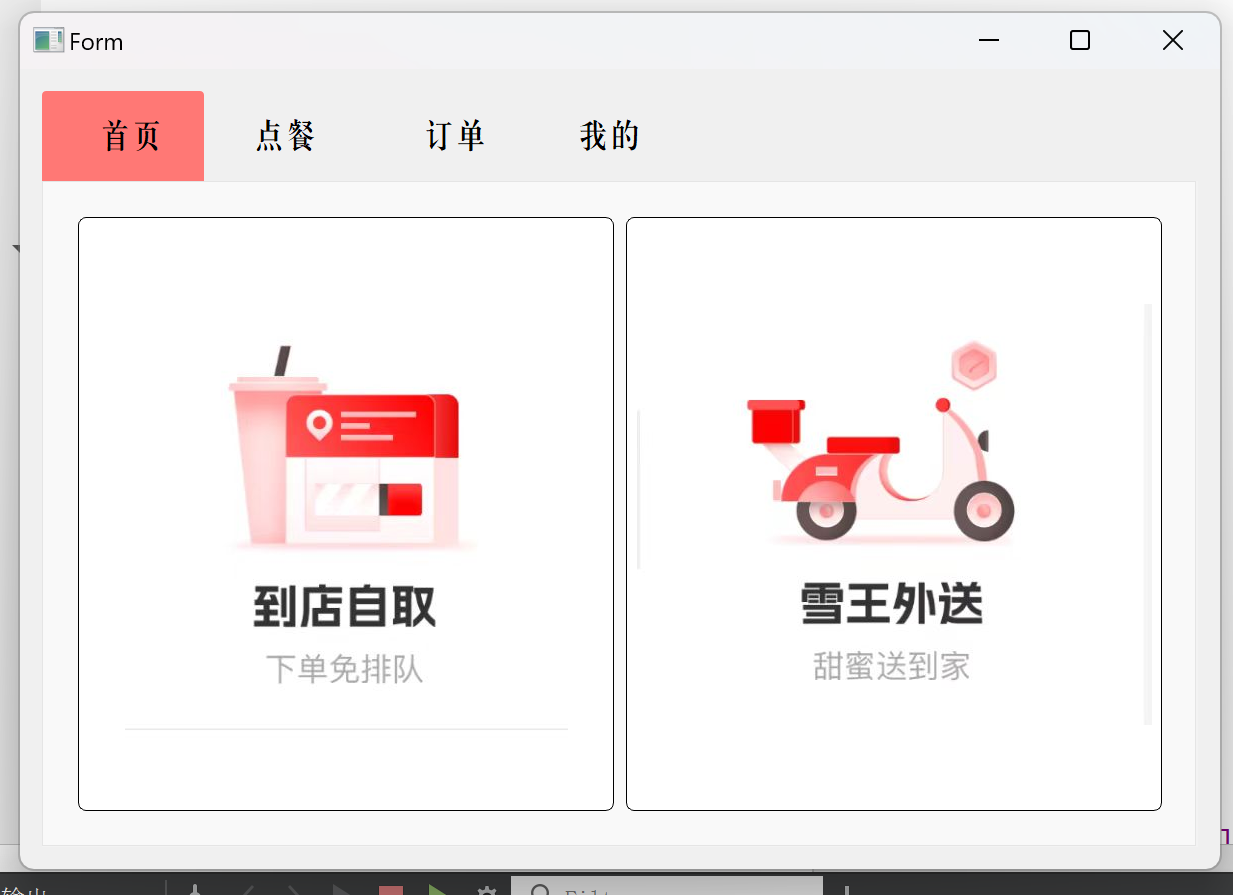 Form
首页 点餐 订单 我的
到店自取
下单免排队
雪王外送
甜蜜送到家